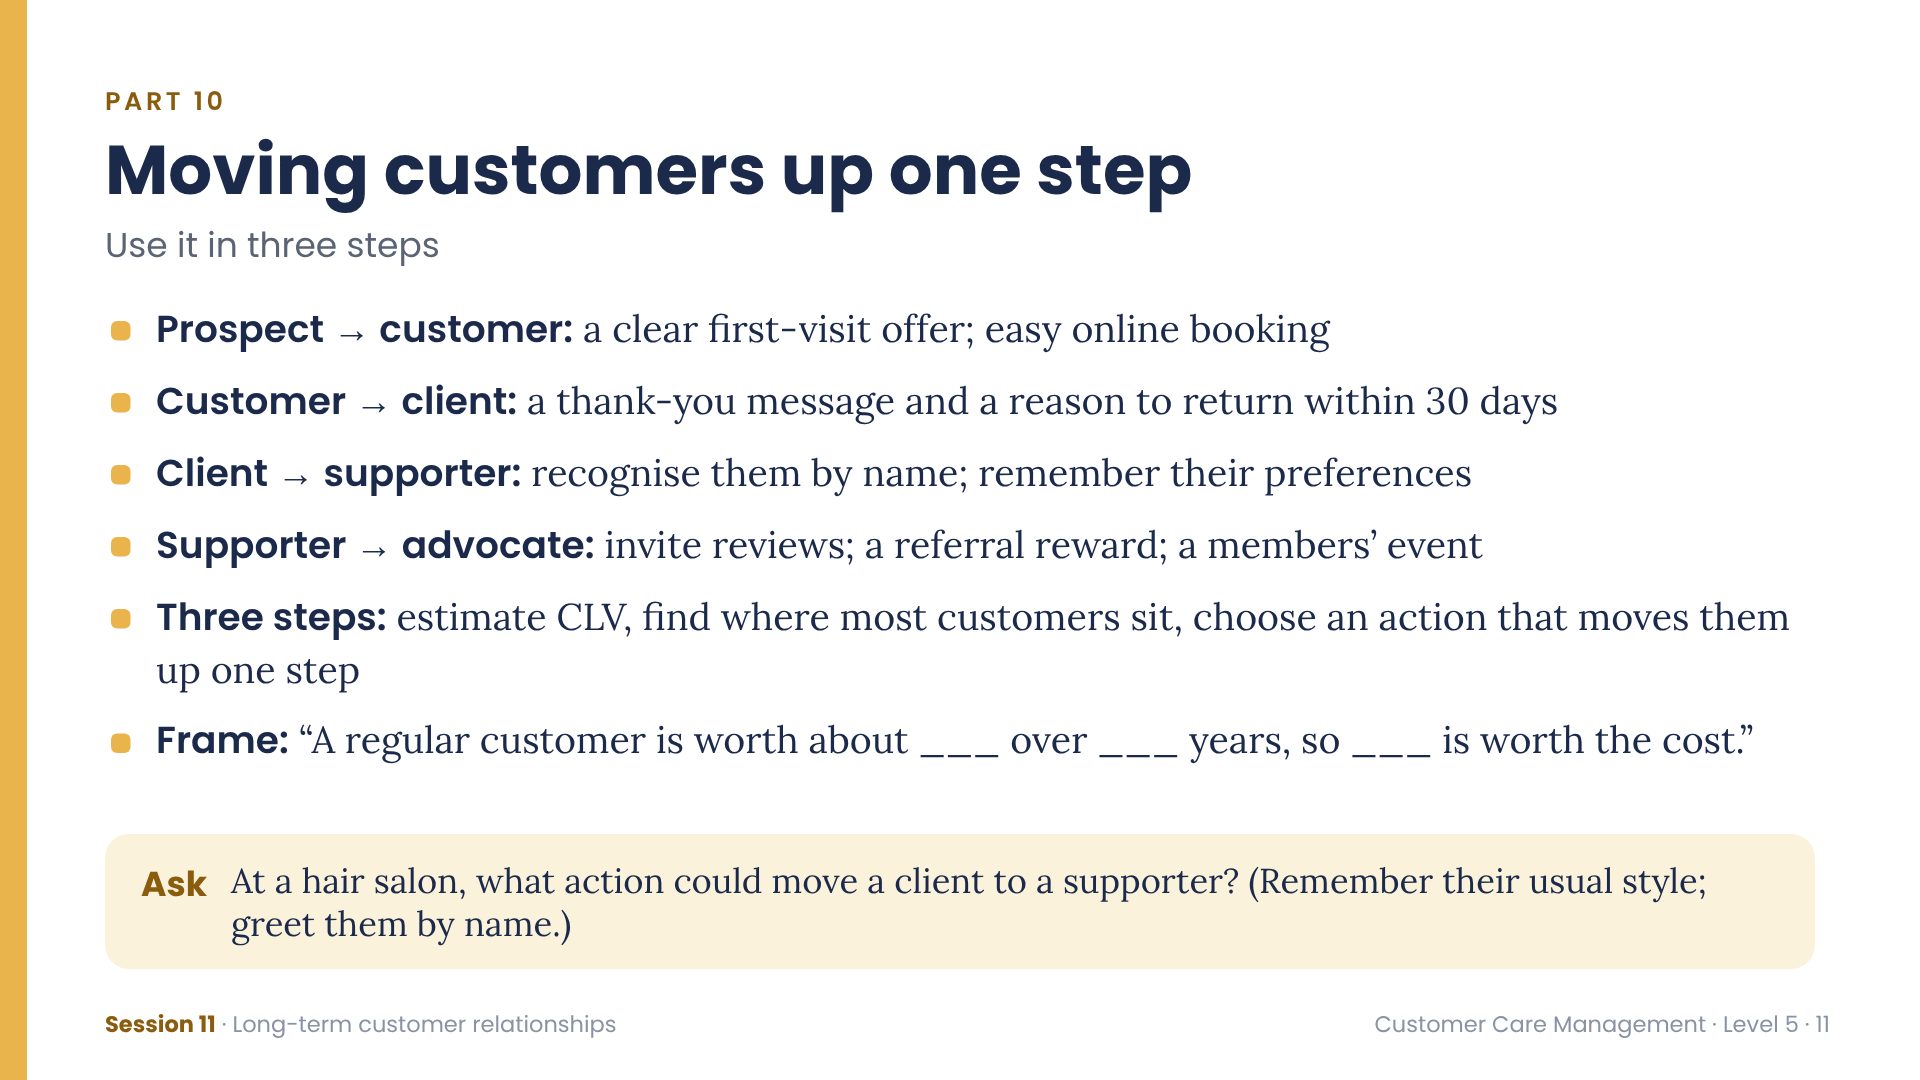 PART 10
Moving customers up one step
Use it in three steps
Prospect → customer: a clear first-visit offer; easy online booking
Customer → client: a thank-you message and a reason to return within 30 days
Client → supporter: recognise them by name; remember their preferences
Supporter → advocate: invite reviews; a referral reward; a members’ event
Three steps: estimate CLV, find where most customers sit, choose an action that moves them
up one step
Frame: “A regular customer is worth about ___ over ___ years, so ___ is worth the cost.”
Ask At a hair salon, what action could move a client to a supporter? (Remember their usual style;
greet them by name.)
Session 11 · Long-term customer relationships
Customer Care Management · Level 5 · 11